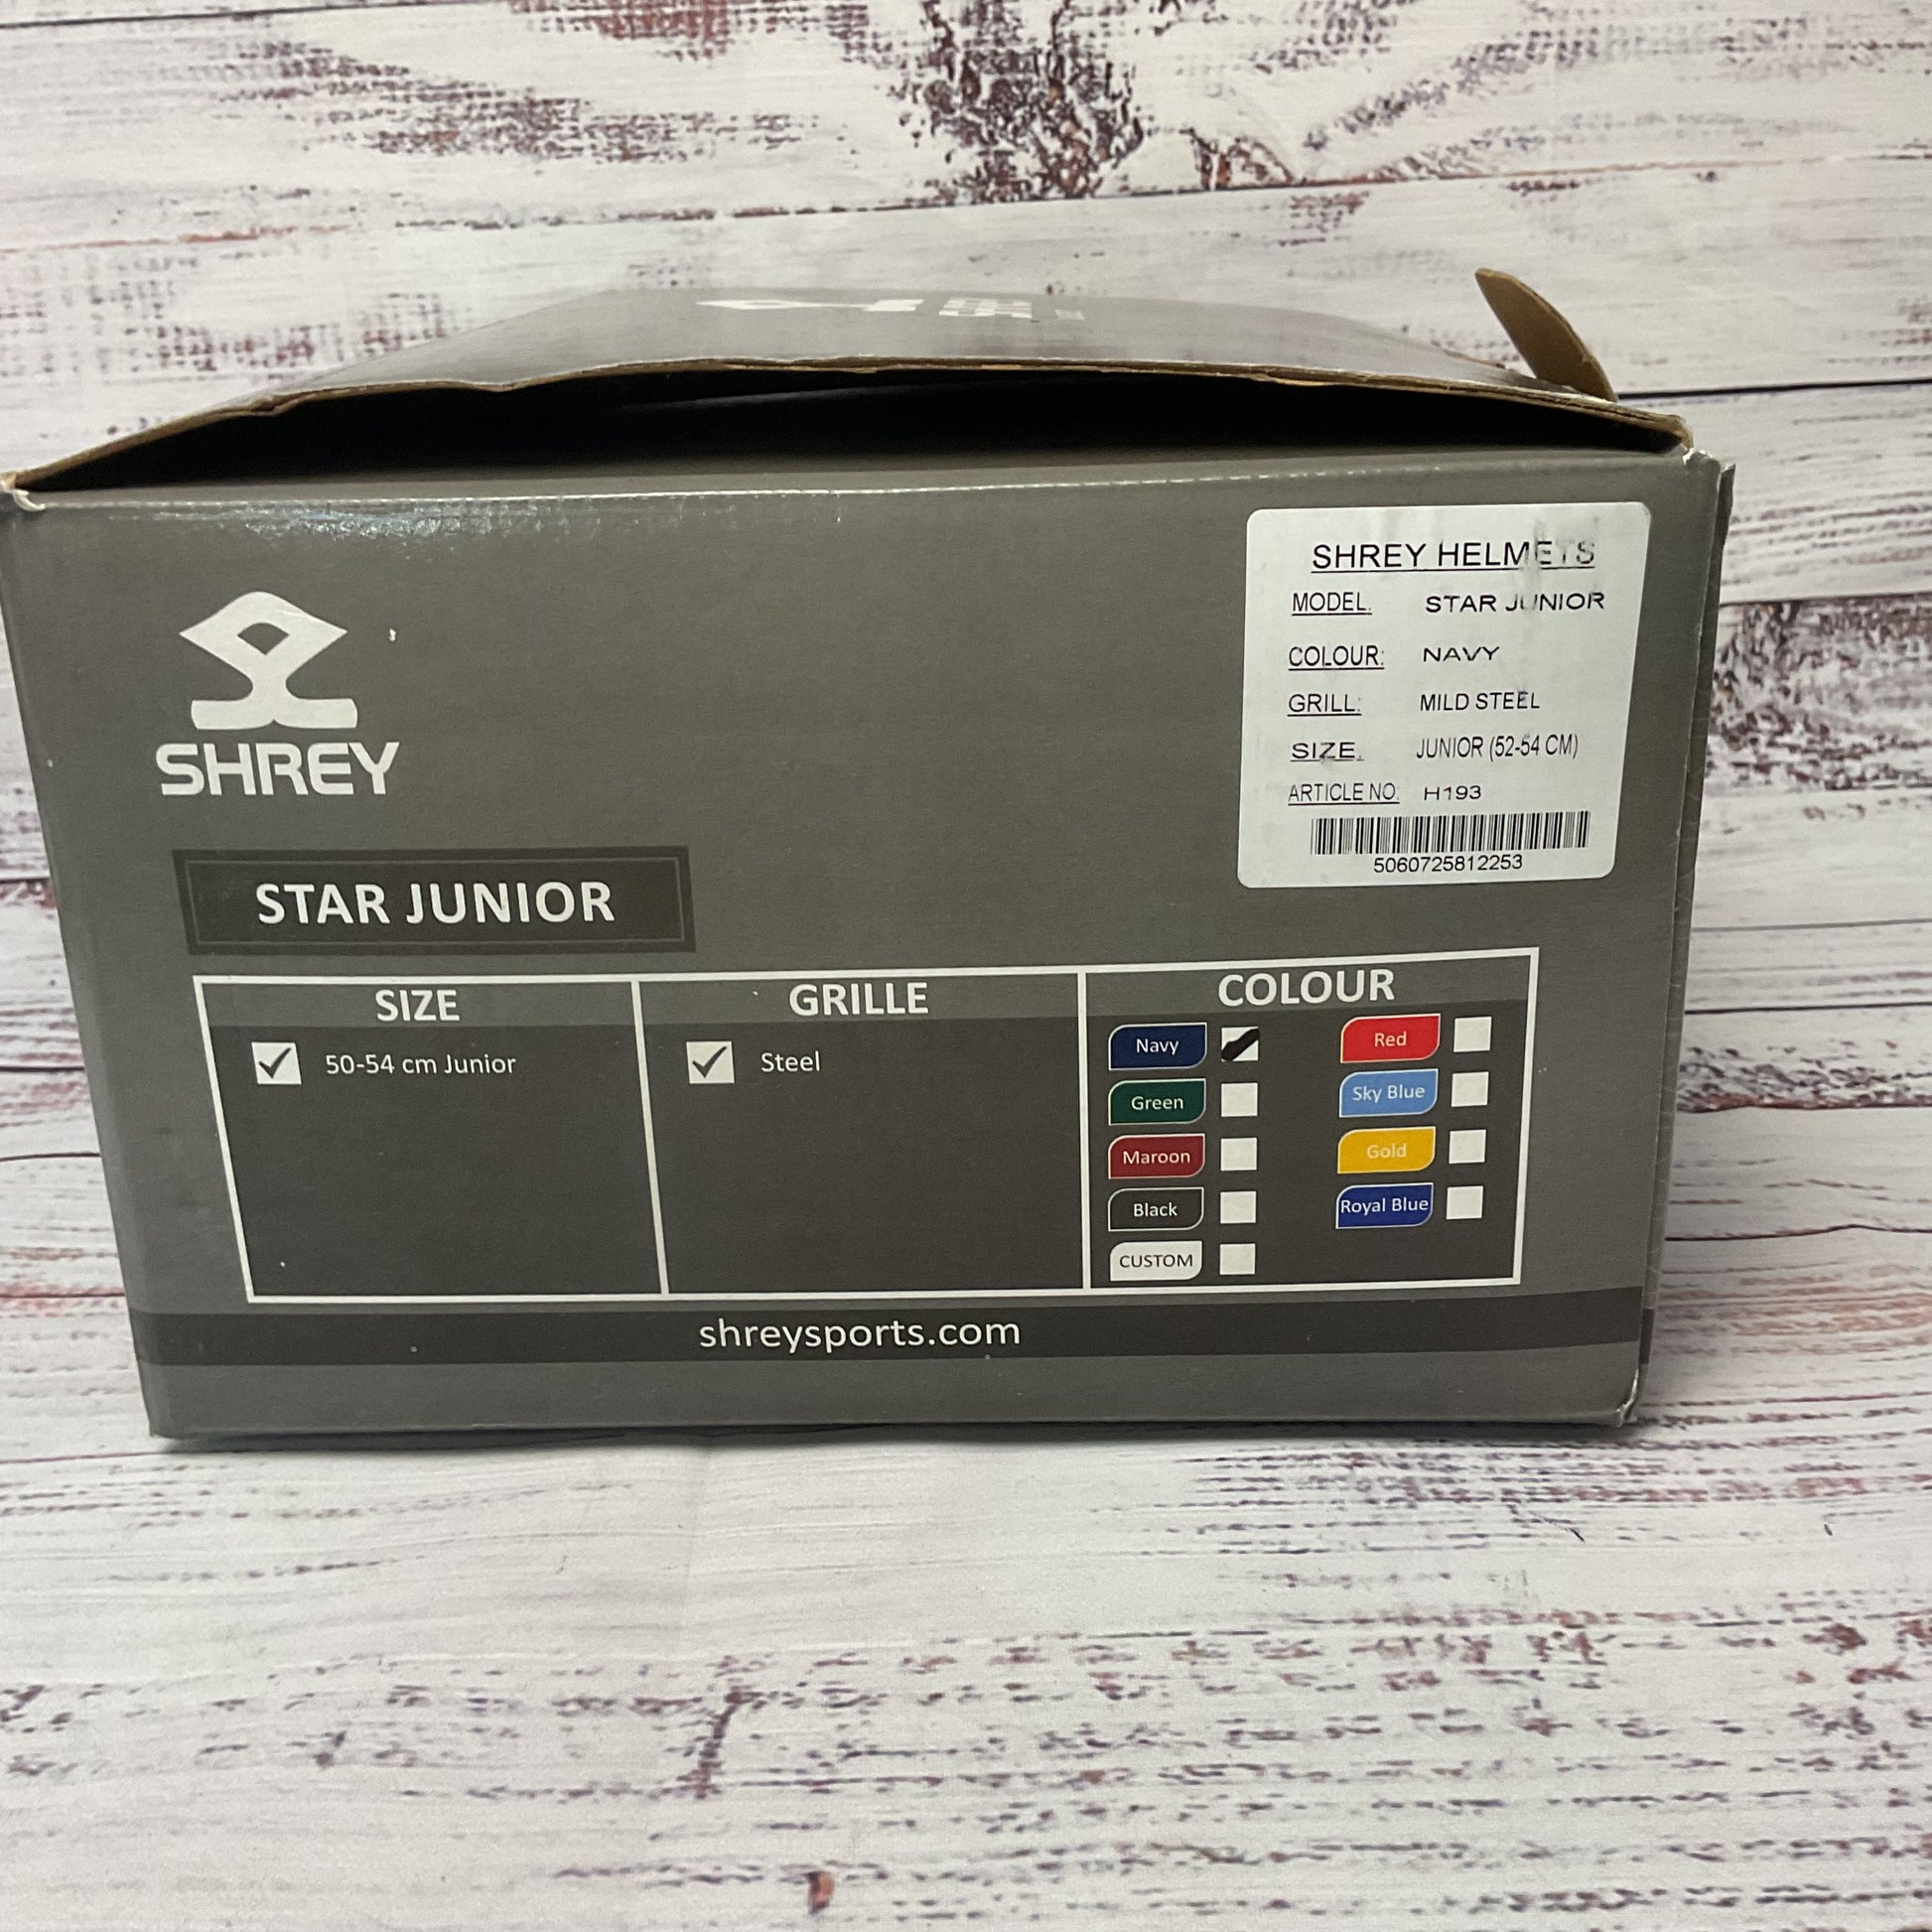 SHREY
STAR JUNIOR
SHREY HELMETS
MODEL. STAR JUNIOR
COLOUR: NAVY
GRILL: MILD STEEL
SIZE. JUNIOR (52-54 CM)
ARTICLE NO: H193
5060725812253
SIZE
50-54 cm Junior
GRILLE
Steel
COLOUR
Navy Red
Green Sky Blue
Maroon Gold
Black Royal Blue
CUSTOM
shreysports.com